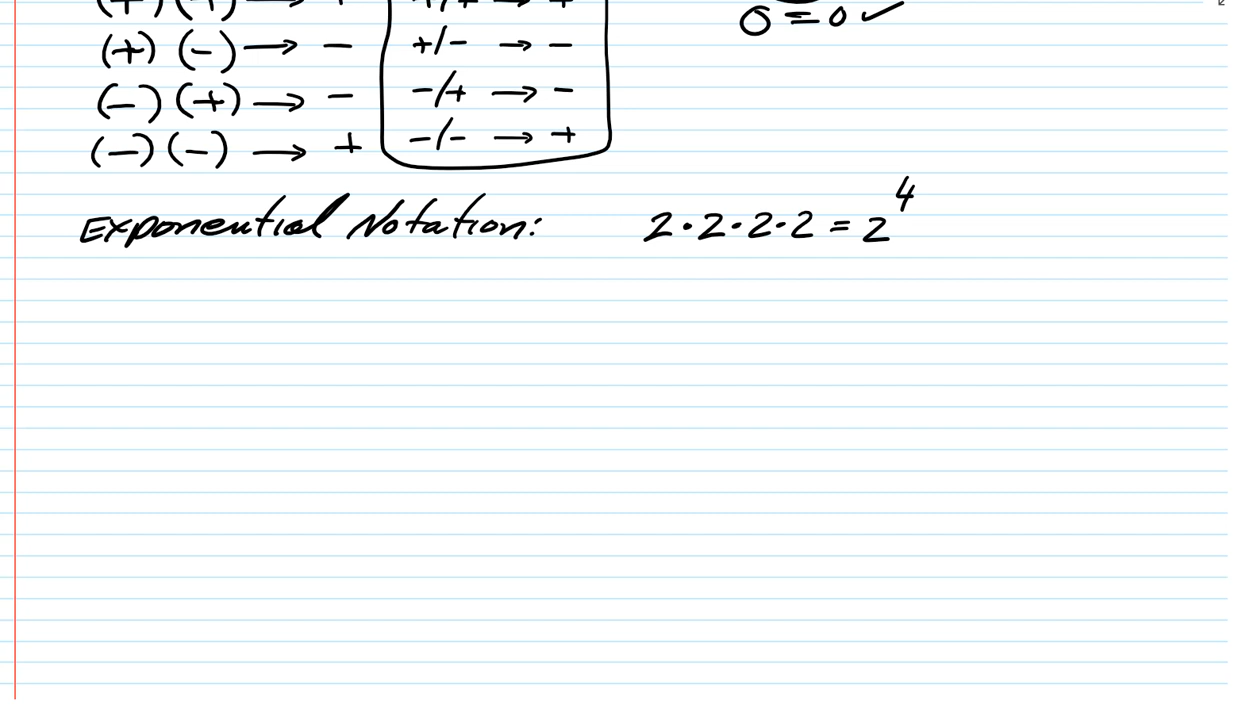 (+) (+) → + +/+ → + 0 = 0 ✓
(+) (-) → - +/- → -
(-) (+) → - -/+ → -
(-) (-) → + -/- → +
Exponential Notation: 2·2·2·2 = 2⁴